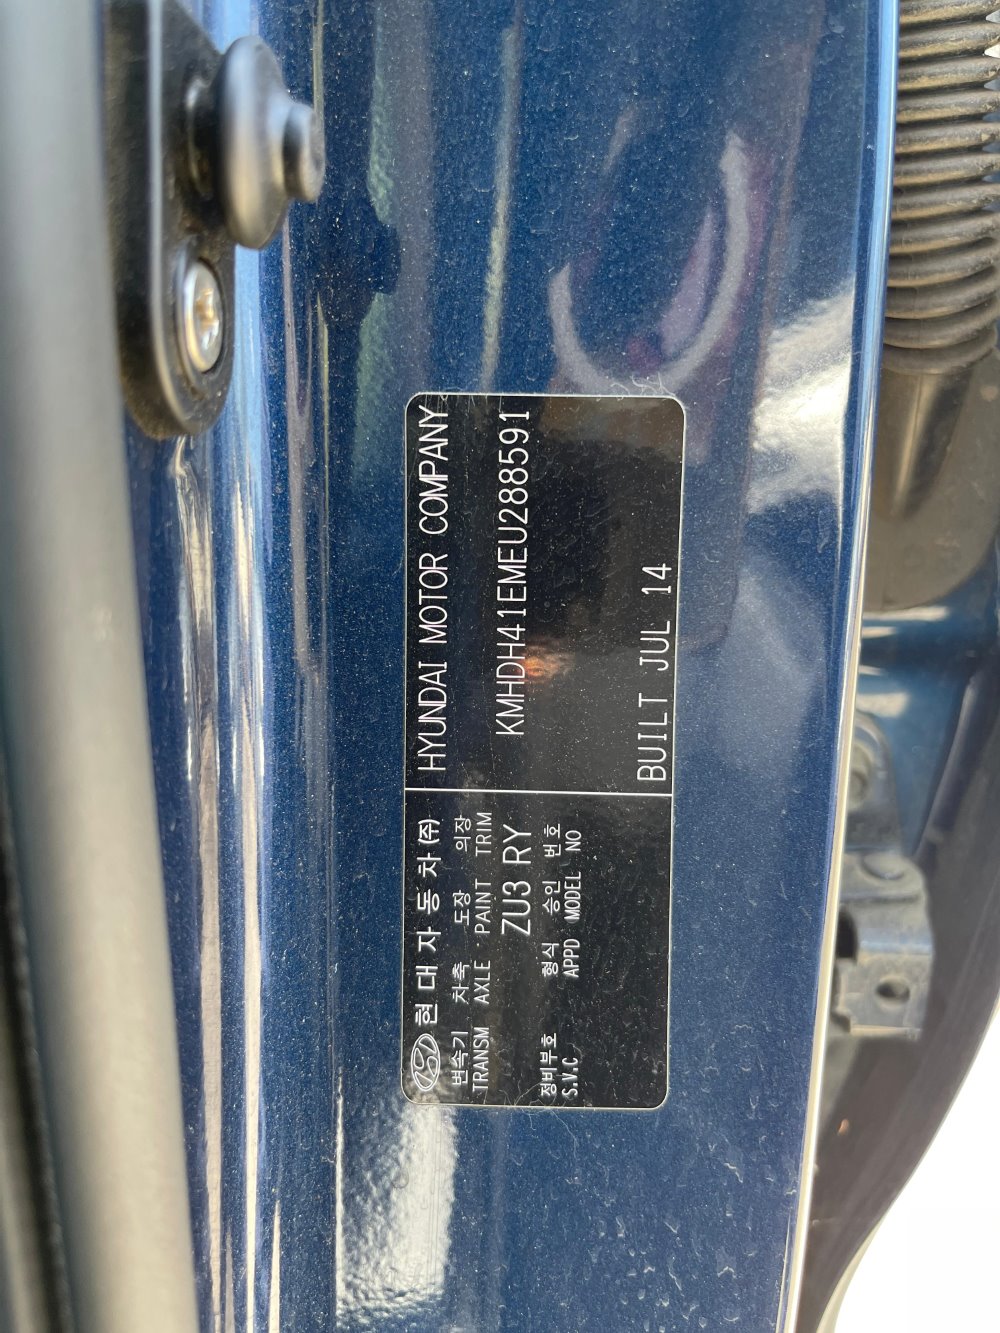 현대자동차(주)
변속기 차축 도장 의장
TRANSM AXLE · PAINT TRIM
ZU3 RY
정비부호 형식 승인 번호
S.V.C APPD MODEL NO
HYUNDAI MOTOR COMPANY
KMHDH41EMEU288591
BUILT JUL 14